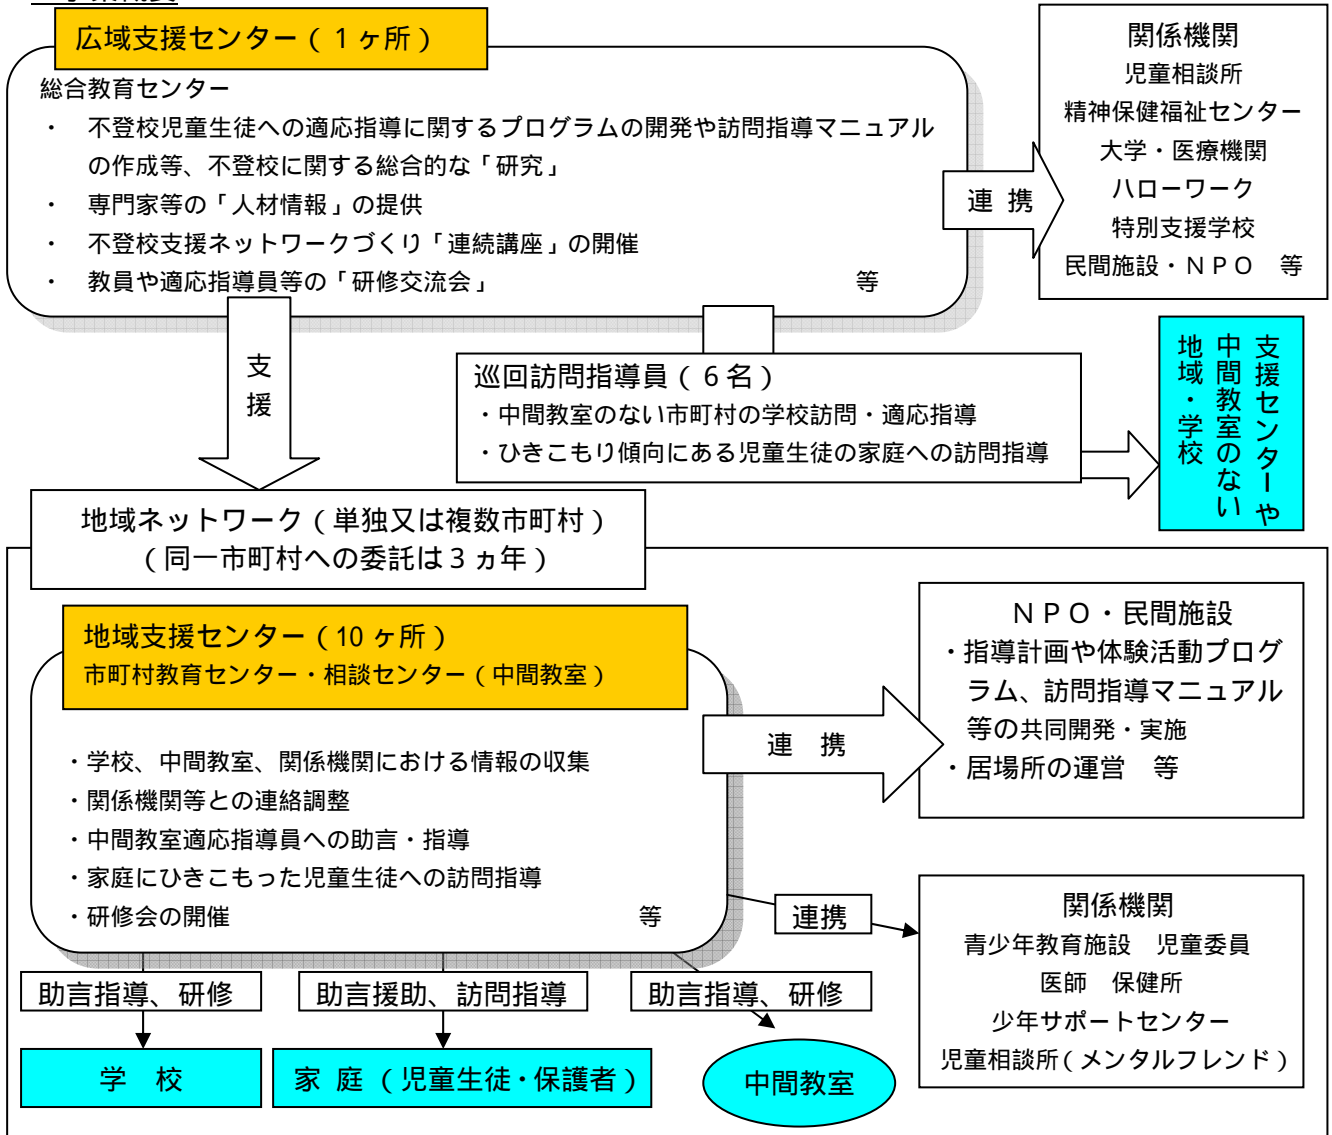 広域支援センター（１ヶ所）
総合教育センター
・　不登校児童生徒への適応指導に関するプログラムの開発や訪問指導マニュアル
の作成等、不登校に関する総合的な「研究」
・　専門家等の「人材情報」の提供
・　不登校支援ネットワークづくり「連続講座」の開催
・　教員や適応指導員等の「研修交流会」　等
連 携
関係機関
児童相談所
精神保健福祉センター
大学・医療機関
ハローワーク
特別支援学校
民間施設・ＮＰＯ　等
支
援
巡回訪問指導員（６名）
・中間教室のない市町村の学校訪問・適応指導
・ひきこもり傾向にある児童生徒の家庭への訪問指導
支援センターや
中間教室のない
地域・学校
地域ネットワーク（単独又は複数市町村）
（同一市町村への委託は３ヵ年）
地域支援センター（10 ヶ所）
市町村教育センター・相談センター（中間教室）
・学校、中間教室、関係機関における情報の収集
・関係機関等との連絡調整
・中間教室適応指導員への助言・指導
・家庭にひきこもった児童生徒への訪問指導
・研修会の開催　等
連　携
ＮＰＯ・民間施設
・指導計画や体験活動プログ
ラム、訪問指導マニュアル
等の共同開発・実施
・居場所の運営　等
連携
関係機関
青少年教育施設　児童委員
医師　保健所
少年サポートセンター
児童相談所（メンタルフレンド）
助言指導、研修
助言援助、訪問指導
助言指導、研修
学　校
家 庭（児童生徒・保護者）
中間教室